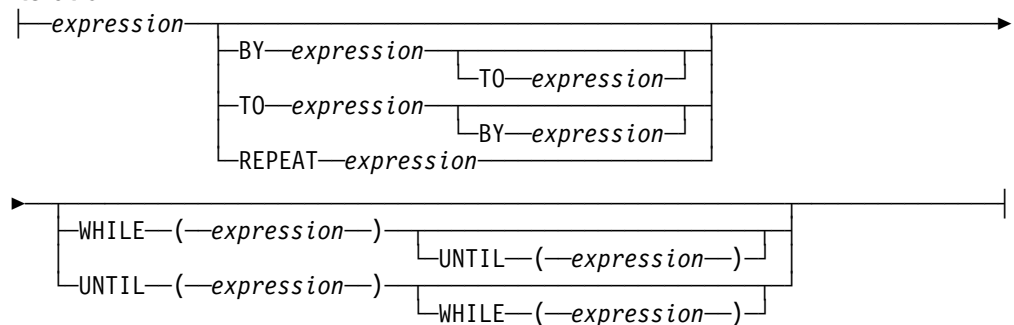 expression
BY expression
TO expression
TO expression
BY expression
REPEAT expression
WHILE ( expression )
UNTIL ( expression )
UNTIL ( expression )
WHILE ( expression )